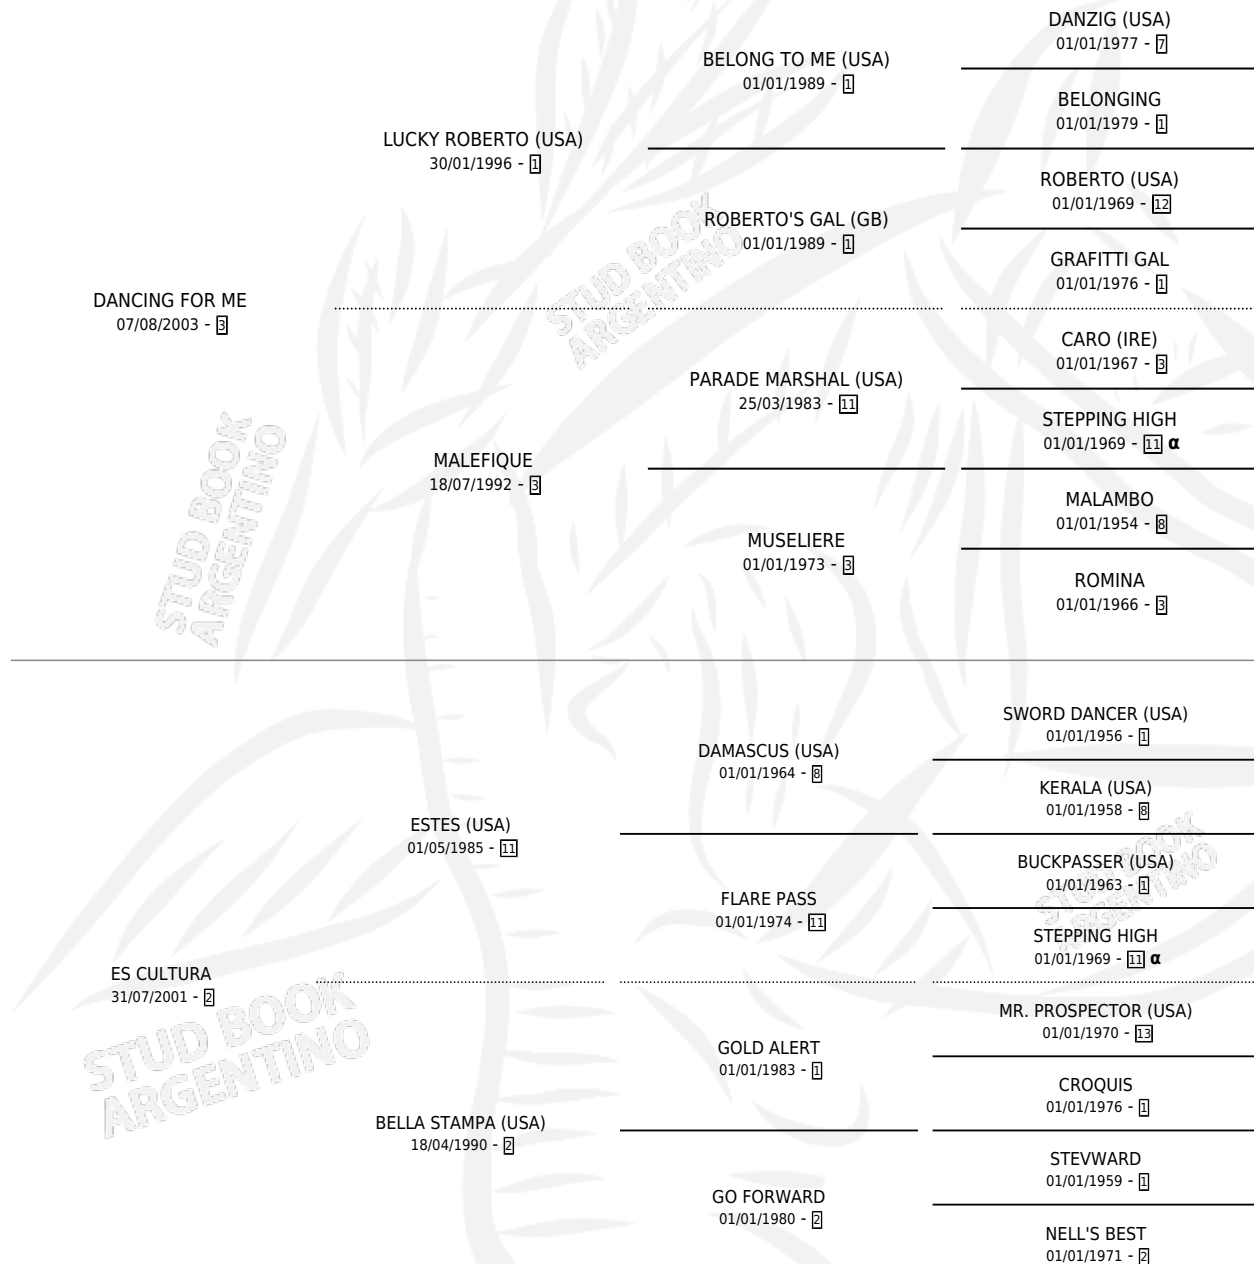 DANZIG (USA)
01/01/1977 - 7
BELONG TO ME (USA)
01/01/1989 - 1
BELONGING
01/01/1979 - 1
LUCKY ROBERTO (USA)
30/01/1996 - 1
ROBERTO (USA)
01/01/1969 - 12
ROBERTO'S GAL (GB)
01/01/1989 - 1
GRAFITTI GAL
01/01/1976 - 1
DANCING FOR ME
07/08/2003 - 3
CARO (IRE)
01/01/1967 - 3
PARADE MARSHAL (USA)
25/03/1983 - 11
STEPPING HIGH
01/01/1969 - 11 α
MALEFIQUE
18/07/1992 - 3
MALAMBO
01/01/1954 - 8
MUSELIERE
01/01/1973 - 3
ROMINA
01/01/1966 - 3
SWORD DANCER (USA)
01/01/1956 - 1
DAMASCUS (USA)
01/01/1964 - 8
KERALA (USA)
01/01/1958 - 8
ESTES (USA)
01/05/1985 - 11
BUCKPASSER (USA)
01/01/1963 - 1
FLARE PASS
01/01/1974 - 11
STEPPING HIGH
01/01/1969 - 11 α
ES CULTURA
31/07/2001 - 2
MR. PROSPECTOR (USA)
01/01/1970 - 13
GOLD ALERT
01/01/1983 - 1
CROQUIS
01/01/1976 - 1
BELLA STAMPA (USA)
18/04/1990 - 2
STEVWARD
01/01/1959 - 1
GO FORWARD
01/01/1980 - 2
NELL'S BEST
01/01/1971 - 2
STUD BOOK
ARGENTINO
STUD BOOK
ARGENTINO
STUD BOOK
ARGENTINO
STUD BOOK
ARGENTINO